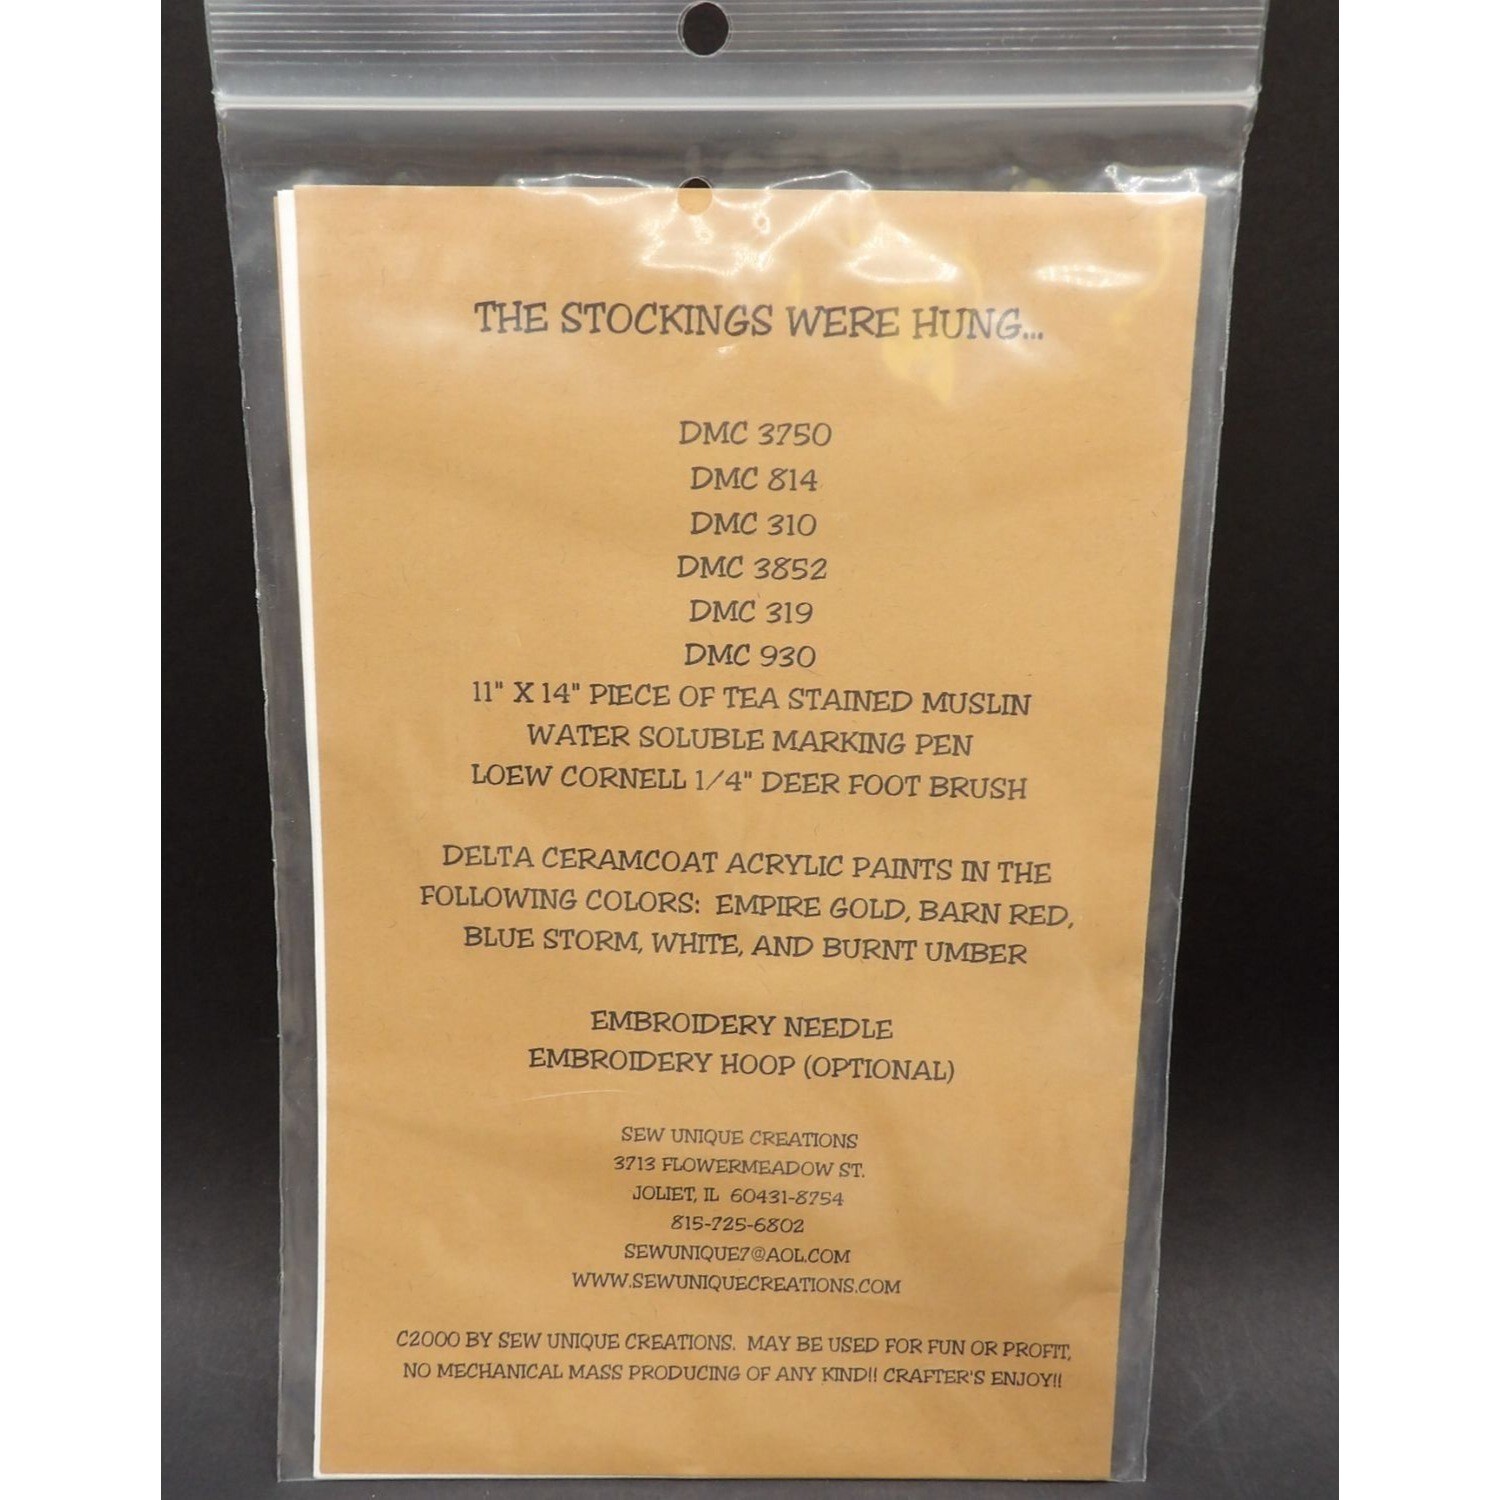 THE STOCKINGS WERE HUNG...
DMC 3750
DMC 814
DMC 310
DMC 3852
DMC 319
DMC 930
11" X 14" PIECE OF TEA STAINED MUSLIN
WATER SOLUBLE MARKING PEN
LOEW CORNELL 1/4" DEER FOOT BRUSH
DELTA CERAMCOAT ACRYLIC PAINTS IN THE
FOLLOWING COLORS:  EMPIRE GOLD, BARN RED,
BLUE STORM, WHITE, AND BURNT UMBER
EMBROIDERY NEEDLE
EMBROIDERY HOOP (OPTIONAL)
SEW UNIQUE CREATIONS
3713 FLOWERMEADOW ST.
JOLIET, IL  60431-8754
815-725-6802
SEWUNIQUE7@AOL.COM
WWW.SEWUNIQUECREATIONS.COM
C2000 BY SEW UNIQUE CREATIONS.  MAY BE USED FOR FUN OR PROFIT,
NO MECHANICAL MASS PRODUCING OF ANY KIND!! CRAFTER'S ENJOY!!